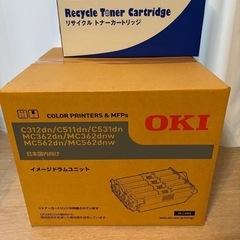 Recycle Toner Cartridge
リサイクル トナーカートリッジ
COLOR PRINTERS & MFPs
C312dn/C511dn/C531dn
MC362dn/MC362dnw
MC562dn/MC562dnw
OKI
日本国内向け
イメージドラムユニット